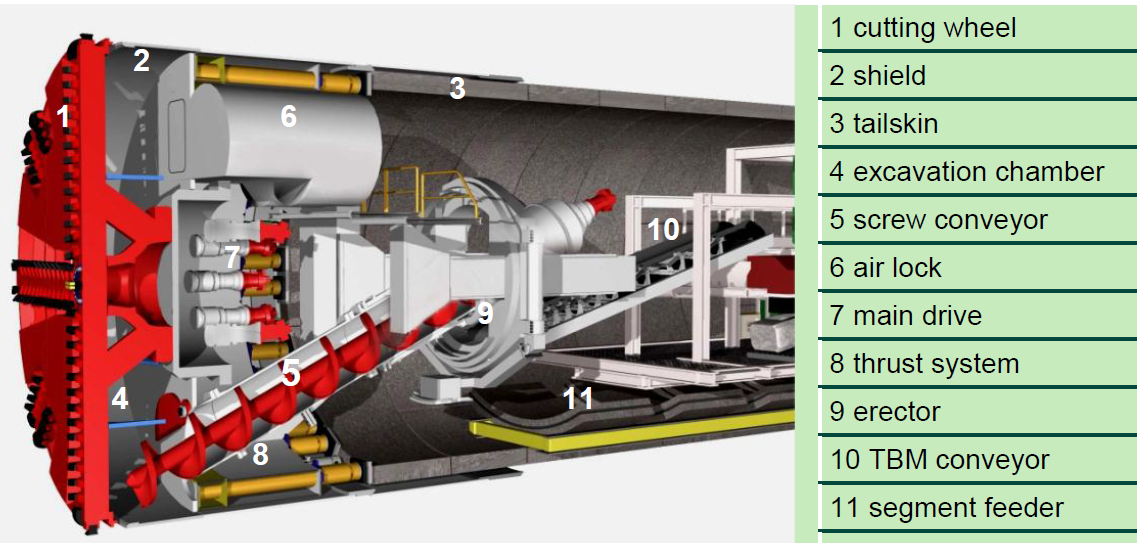 1
2
3
4
5
6
7
8
9
10
11
1 cutting wheel
2 shield
3 tailskin
4 excavation chamber
5 screw conveyor
6 air lock
7 main drive
8 thrust system
9 erector
10 TBM conveyor
11 segment feeder